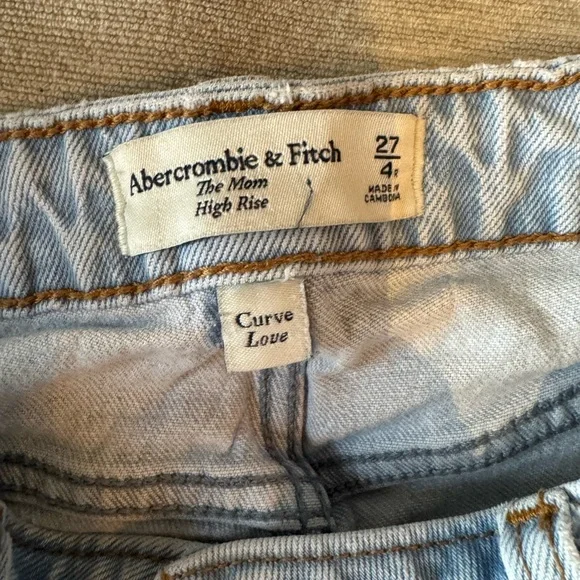 Abercrombie & Fitch
The Mom
High Rise
27
4R
MADE IN
CAMBODIA
Curve
Love